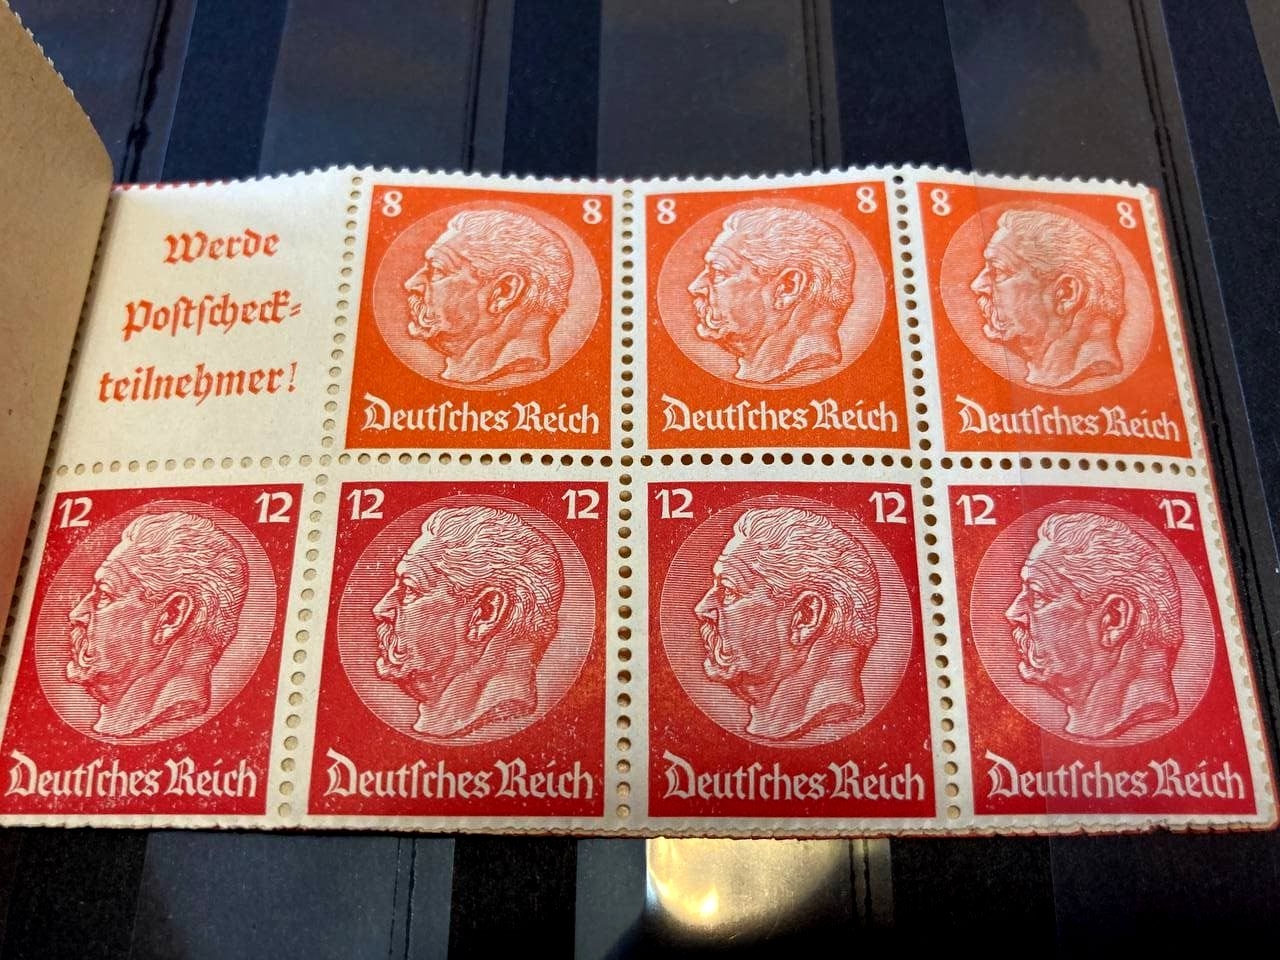 Werde
Postscheck-
teilnehmer!
8 8
Deutsches Reich
8 8
Deutsches Reich
8 8
Deutsches Reich
12 12
Deutsches Reich
12 12
Deutsches Reich
12 12
Deutsches Reich
12 12
Deutsches Reich